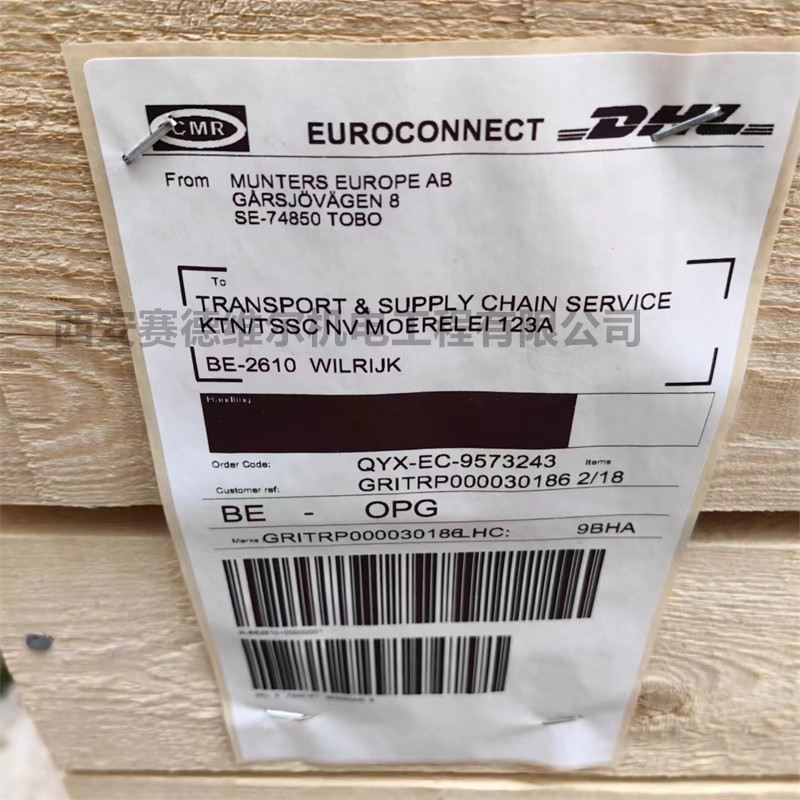 CMR EUROCONNECT DHL
From MUNTERS EUROPE AB
GÅRSJÖVÄGEN 8
SE-74850 TOBO
To
TRANSPORT & SUPPLY CHAIN SERVICE
KTN/TSSC NV MOERELEI 123A
西安赛德维尔机电工程有限公司
BE-2610 WILRIJK
Handling
Order Code: QYX-EC-9573243 Items
Customer ref: GRITRP000030186 2/18
BE - OPG
Marks GRITRP000030186 LHC: 9BHA